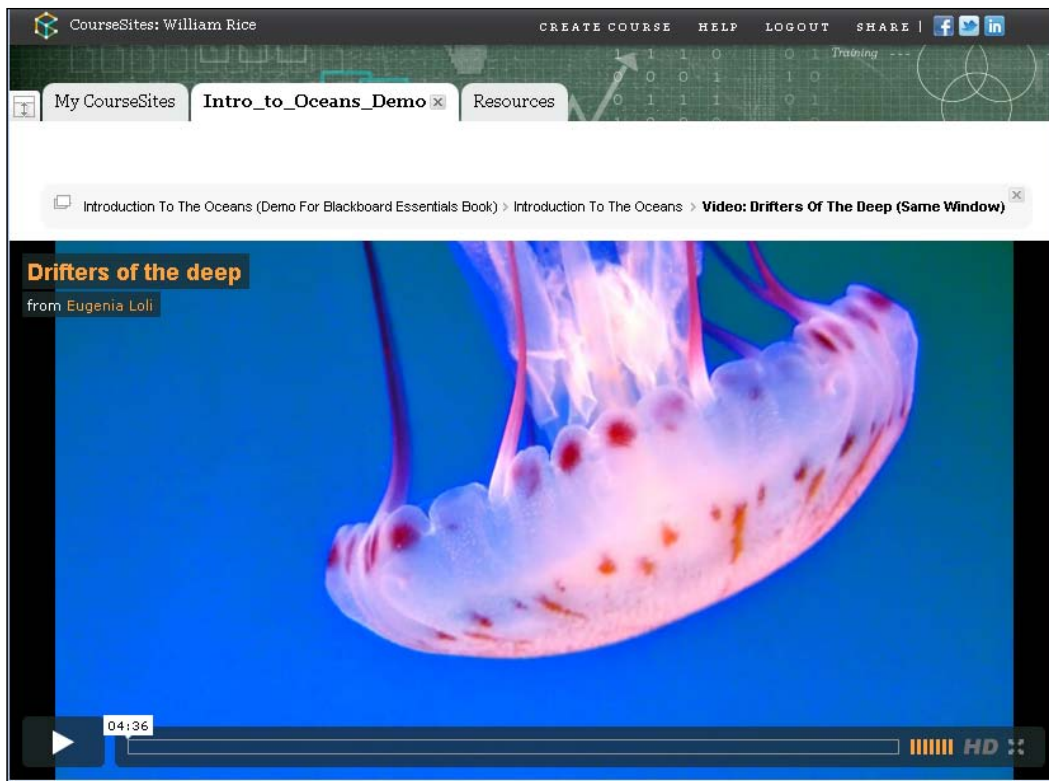 CourseSites: William Rice CREATE COURSE HELP LOGOUT SHARE |
Training ---
My CourseSites Intro_to_Oceans_Demo Resources
Introduction To The Oceans (Demo For Blackboard Essentials Book) > Introduction To The Oceans > Video: Drifters Of The Deep (Same Window)
Drifters of the deep
from Eugenia Loli
04:36
HD